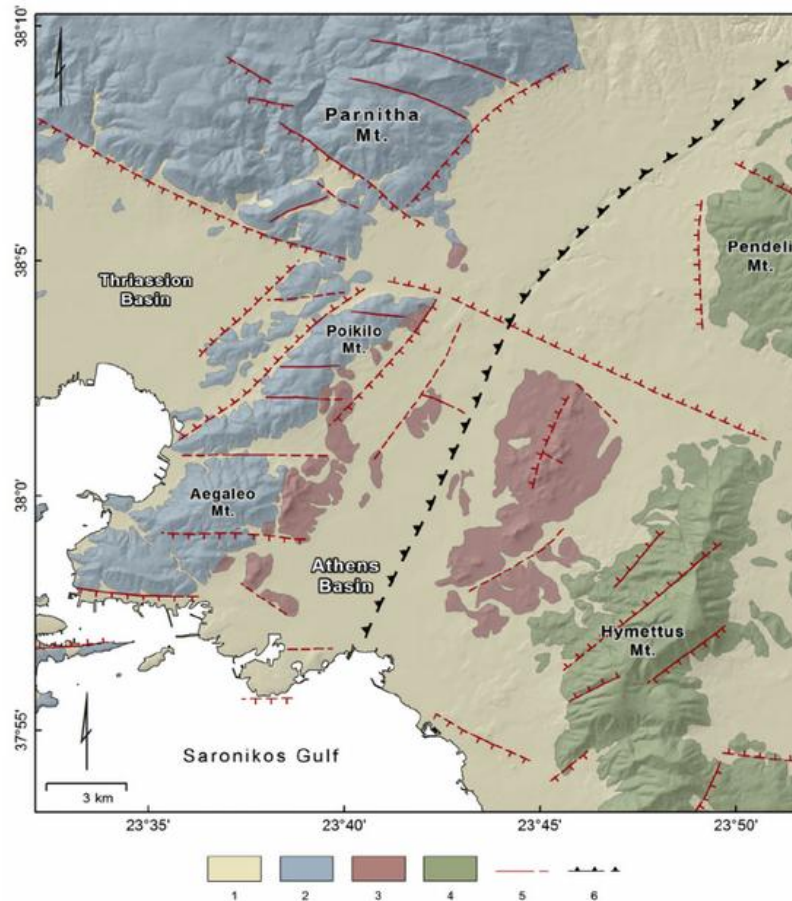 38°10'
Parnitha
Mt.
38°5'
Thriassion
Basin
Pendeli
Mt.
Poikilo
Mt.
38°0'
Aegaleo
Mt.
Athens
Basin
Hymettus
Mt.
37°55'
Saronikos Gulf
3 km
23°35'
23°40'
23°45'
23°50'
1
2
3
4
5
6